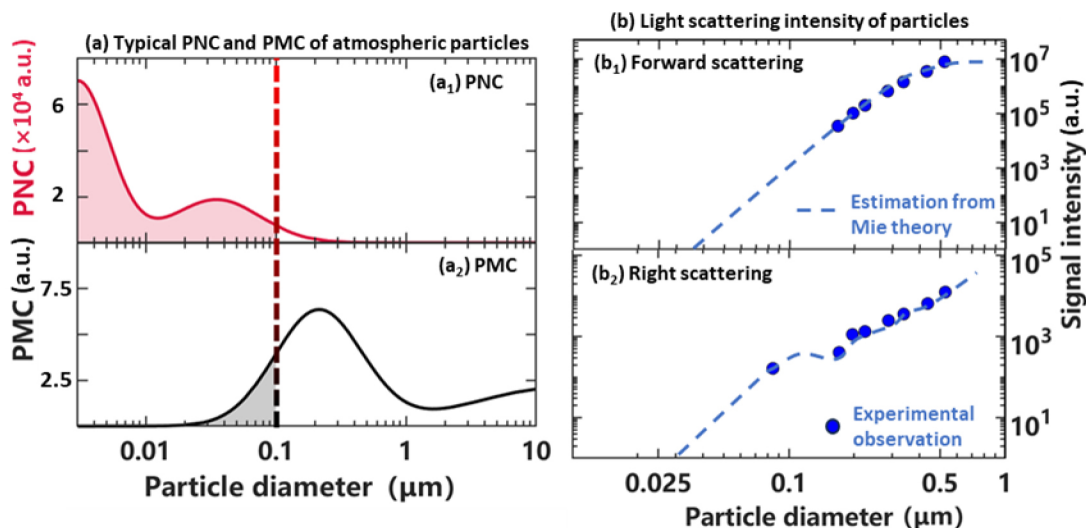 (a) Typical PNC and PMC of atmospheric particles
(a₁) PNC
PNC (×10⁴ a.u.)
6
2
(a₂) PMC
PMC (a.u.)
7.5
2.5
0.01
0.1
1
10
Particle diameter (μm)
(b) Light scattering intensity of particles
(b₁) Forward scattering
10⁷
10⁵
10³
10¹
Estimation from
Mie theory
(b₂) Right scattering
10⁵
10³
10¹
Signal intensity (a.u.)
Experimental
observation
0.025
0.1
0.5
1
Particle diameter (μm)